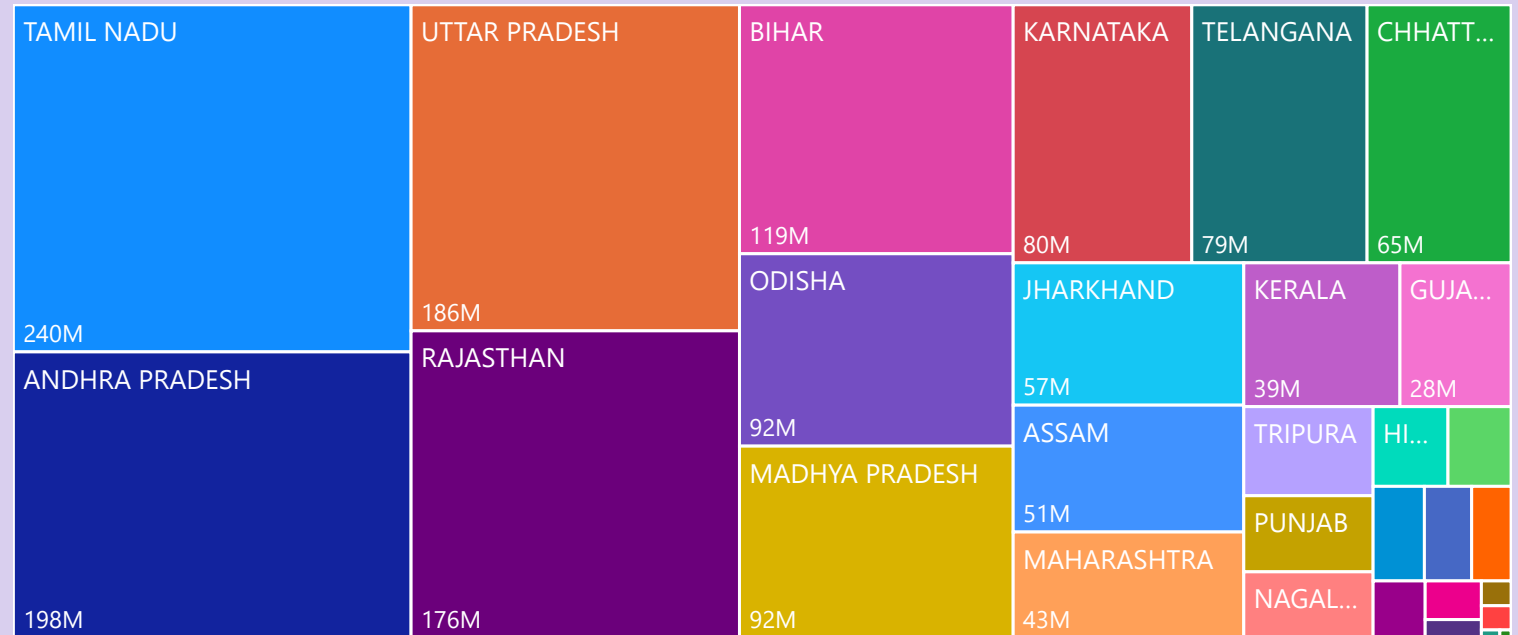 TAMIL NADU
240M
ANDHRA PRADESH
198M
UTTAR PRADESH
186M
RAJASTHAN
176M
BIHAR
119M
ODISHA
92M
MADHYA PRADESH
92M
KARNATAKA
80M
TELANGANA
79M
CHHATT...
65M
JHARKHAND
57M
KERALA
39M
GUJA...
28M
ASSAM
51M
MAHARASHTRA
43M
TRIPURA
PUNJAB
NAGAL...
HI...